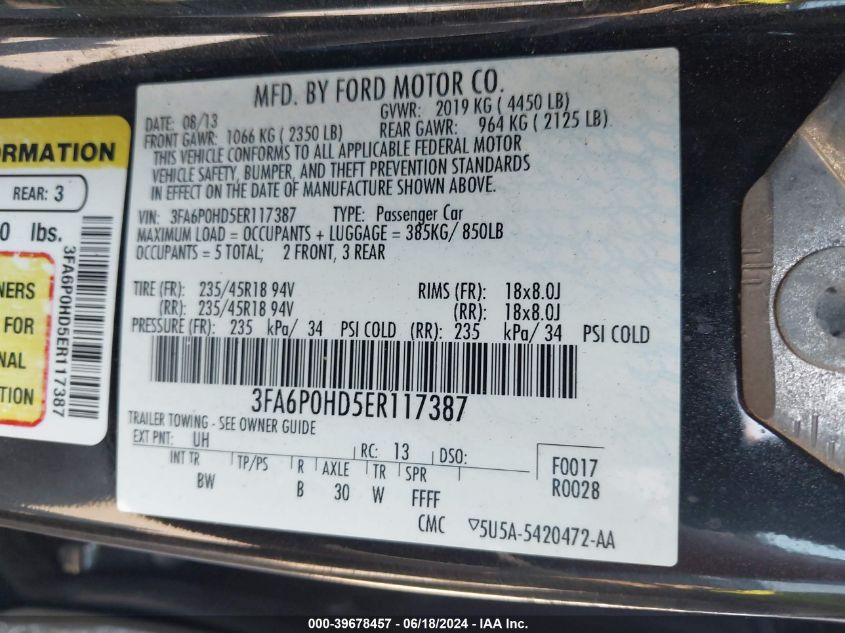 MFD. BY FORD MOTOR CO.
DATE: 08/13 GVWR: 2019 KG ( 4450 LB)
FRONT GAWR: 1066 KG ( 2350 LB) REAR GAWR: 964 KG ( 2125 LB)
THIS VEHICLE CONFORMS TO ALL APPLICABLE FEDERAL MOTOR
VEHICLE SAFETY, BUMPER, AND THEFT PREVENTION STANDARDS
IN EFFECT ON THE DATE OF MANUFACTURE SHOWN ABOVE.
VIN: 3FA6P0HD5ER117387 TYPE: Passenger Car
MAXIMUM LOAD = OCCUPANTS + LUGGAGE = 385KG/ 850LB
OCCUPANTS = 5 TOTAL; 2 FRONT, 3 REAR
TIRE (FR): 235/45R18 94V RIMS (FR): 18x8.0J
(RR): 235/45R18 94V (RR): 18x8.0J
PRESSURE (FR): 235 kPa/ 34 PSI COLD (RR): 235 kPa/ 34 PSI COLD
3FA6P0HD5ER117387
TRAILER TOWING - SEE OWNER GUIDE
EXT PNT: UH RC: 13 DSO:
INT TR TP/PS R AXLE TR SPR
BW B 30 W FFFF
F0017
R0028
CMC ▽5U5A-5420472-AA
ORMATION
REAR: 3
0 lbs.
3FA6P0HD5ER117387
NERS
FOR
NAL
TION
000-39678457 - 06/18/2024 - IAA Inc.